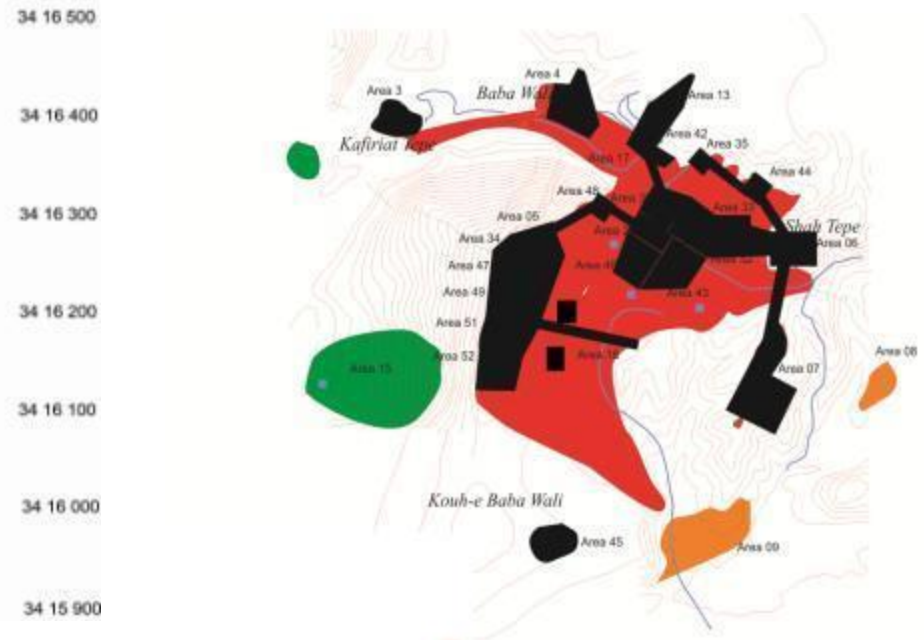 34 16 500
Area 4
Area 3
Baba Wali
Area 13
34 16 400
Area 42
Kafiriat Tepe
Area 35
Area 17
Area 44
Area 48
34 16 300
Area 05
Area 33
Shah Tepe
Area 34
Area 06
Area 47
Area 49
Area 43
34 16 200
Area 51
Area 52
Area 08
Area 15
Area 07
34 16 100
Kouh-e Baba Wali
34 16 000
Area 45
Area 09
34 15 900